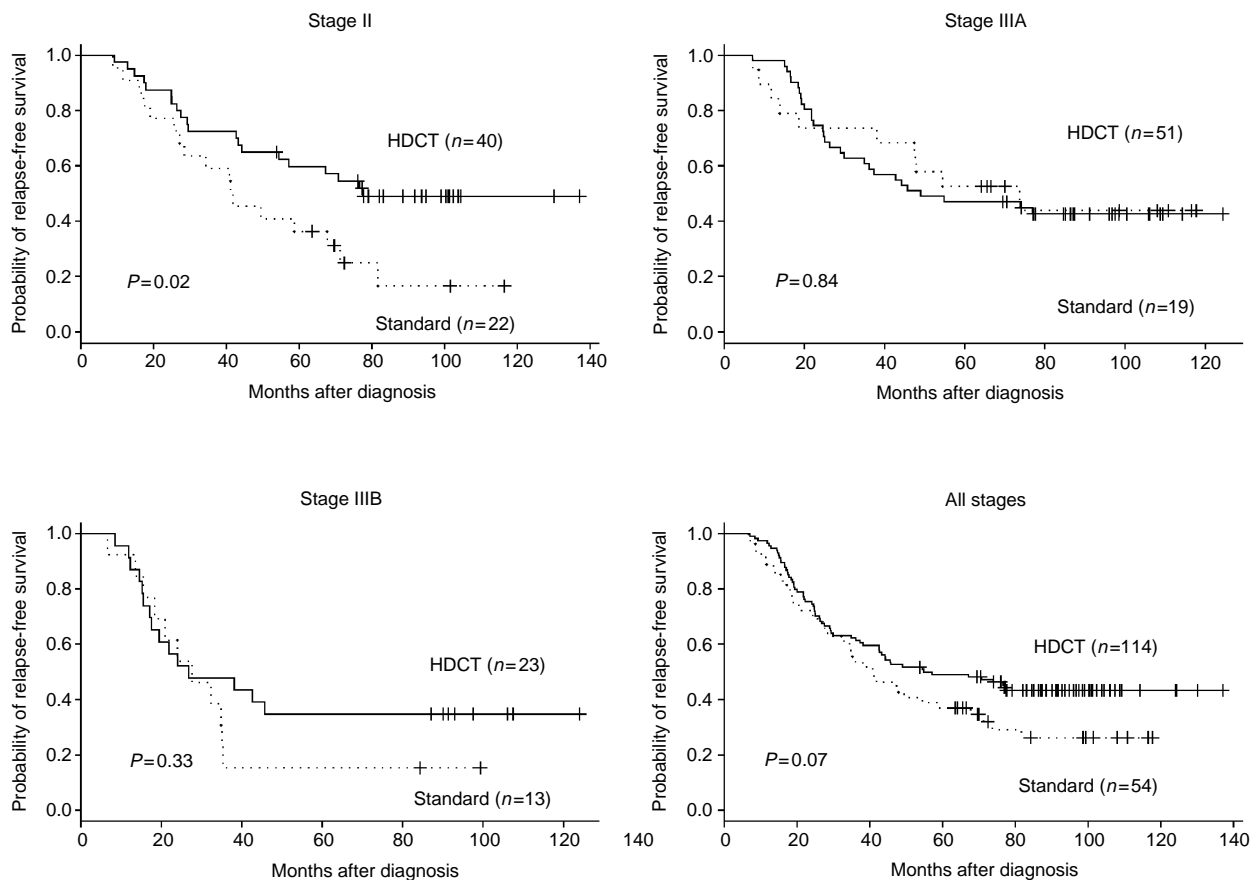 Stage II
Probability of relapse-free survival
1.0
0.8
0.6
0.4
0.2
0.0
HDCT (n=40)
P=0.02
Standard (n=22)
0 20 40 60 80 100 120 140
Months after diagnosis
Stage IIIA
Probability of relapse-free survival
1.0
0.8
0.6
0.4
0.2
0.0
HDCT (n=51)
P=0.84
Standard (n=19)
0 20 40 60 80 100 120
Months after diagnosis
Stage IIIB
Probability of relapse-free survival
1.0
0.8
0.6
0.4
0.2
0.0
HDCT (n=23)
P=0.33
Standard (n=13)
0 20 40 60 80 100 120 140
Months after diagnosis
All stages
Probability of relapse-free survival
1.0
0.8
0.6
0.4
0.2
0.0
HDCT (n=114)
P=0.07
Standard (n=54)
0 20 40 60 80 100 120 140
Months after diagnosis